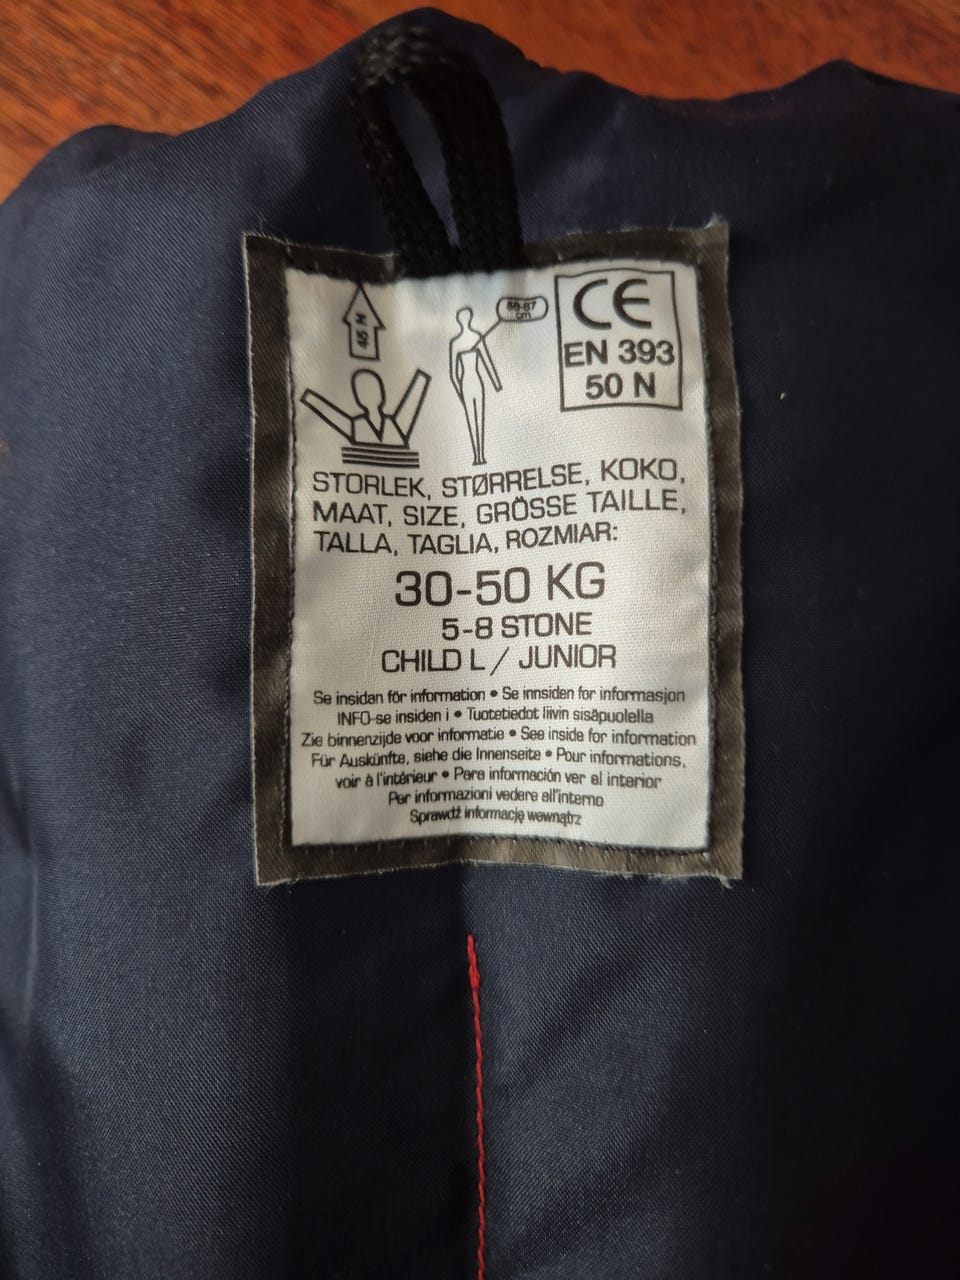 45 N
68-87
cm
CE
EN 393
50 N
STORLEK, STØRRELSE, KOKO,
MAAT, SIZE, GRÖSSE TAILLE,
TALLA, TAGLIA, ROZMIAR:
30-50 KG
5-8 STONE
CHILD L / JUNIOR
Se insidan för information • Se innsiden for informasjon
INFO-se insiden i • Tuotetiedot liivin sisäpuolella
Zie binnenzijde voor informatie • See inside for information
Für Auskünfte, siehe die Innenseite • Pour informations,
voir à l'intérieur • Para información ver al interior
Per informazioni vedere all'interno
Sprawdź informację wewnątrz